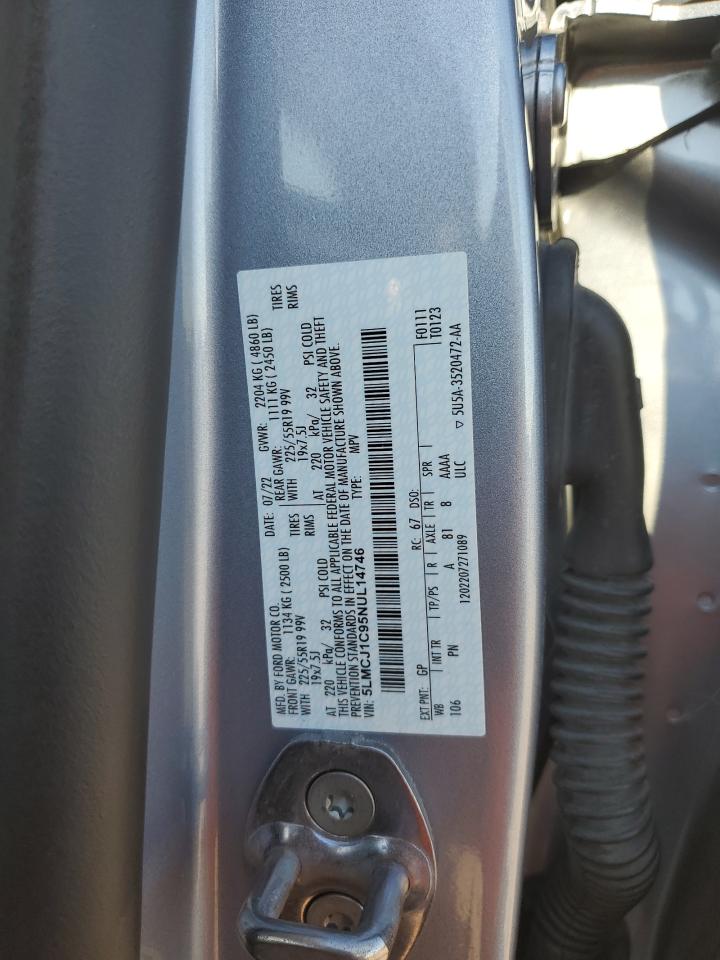 MFD. BY FORD MOTOR CO. DATE: 07/22 GVWR: 2204 KG ( 4860 LB)
FRONT GAWR: 1134 KG ( 2500 LB) REAR GAWR: 1111 KG ( 2450 LB)
WITH 225/55R19 99V TIRES WITH 225/55R19 99V TIRES
19x7.5J RIMS 19x7.5J RIMS
AT 220 kPa/ 32 PSI COLD AT 220 kPa/ 32 PSI COLD
THIS VEHICLE CONFORMS TO ALL APPLICABLE FEDERAL MOTOR VEHICLE SAFETY AND THEFT
PREVENTION STANDARDS IN EFFECT ON THE DATE OF MANUFACTURE SHOWN ABOVE.
VIN: 5LMCJ1C95NUL14746 TYPE: MPV
F0111
EXT PNT: GP RC: 67 DSO: T0123
WB INT TR TP/PS R AXLE TR SPR
106 PN A 81 8 AAAA
1202207271089 ULC ▽ 5U5A-3520472-AA